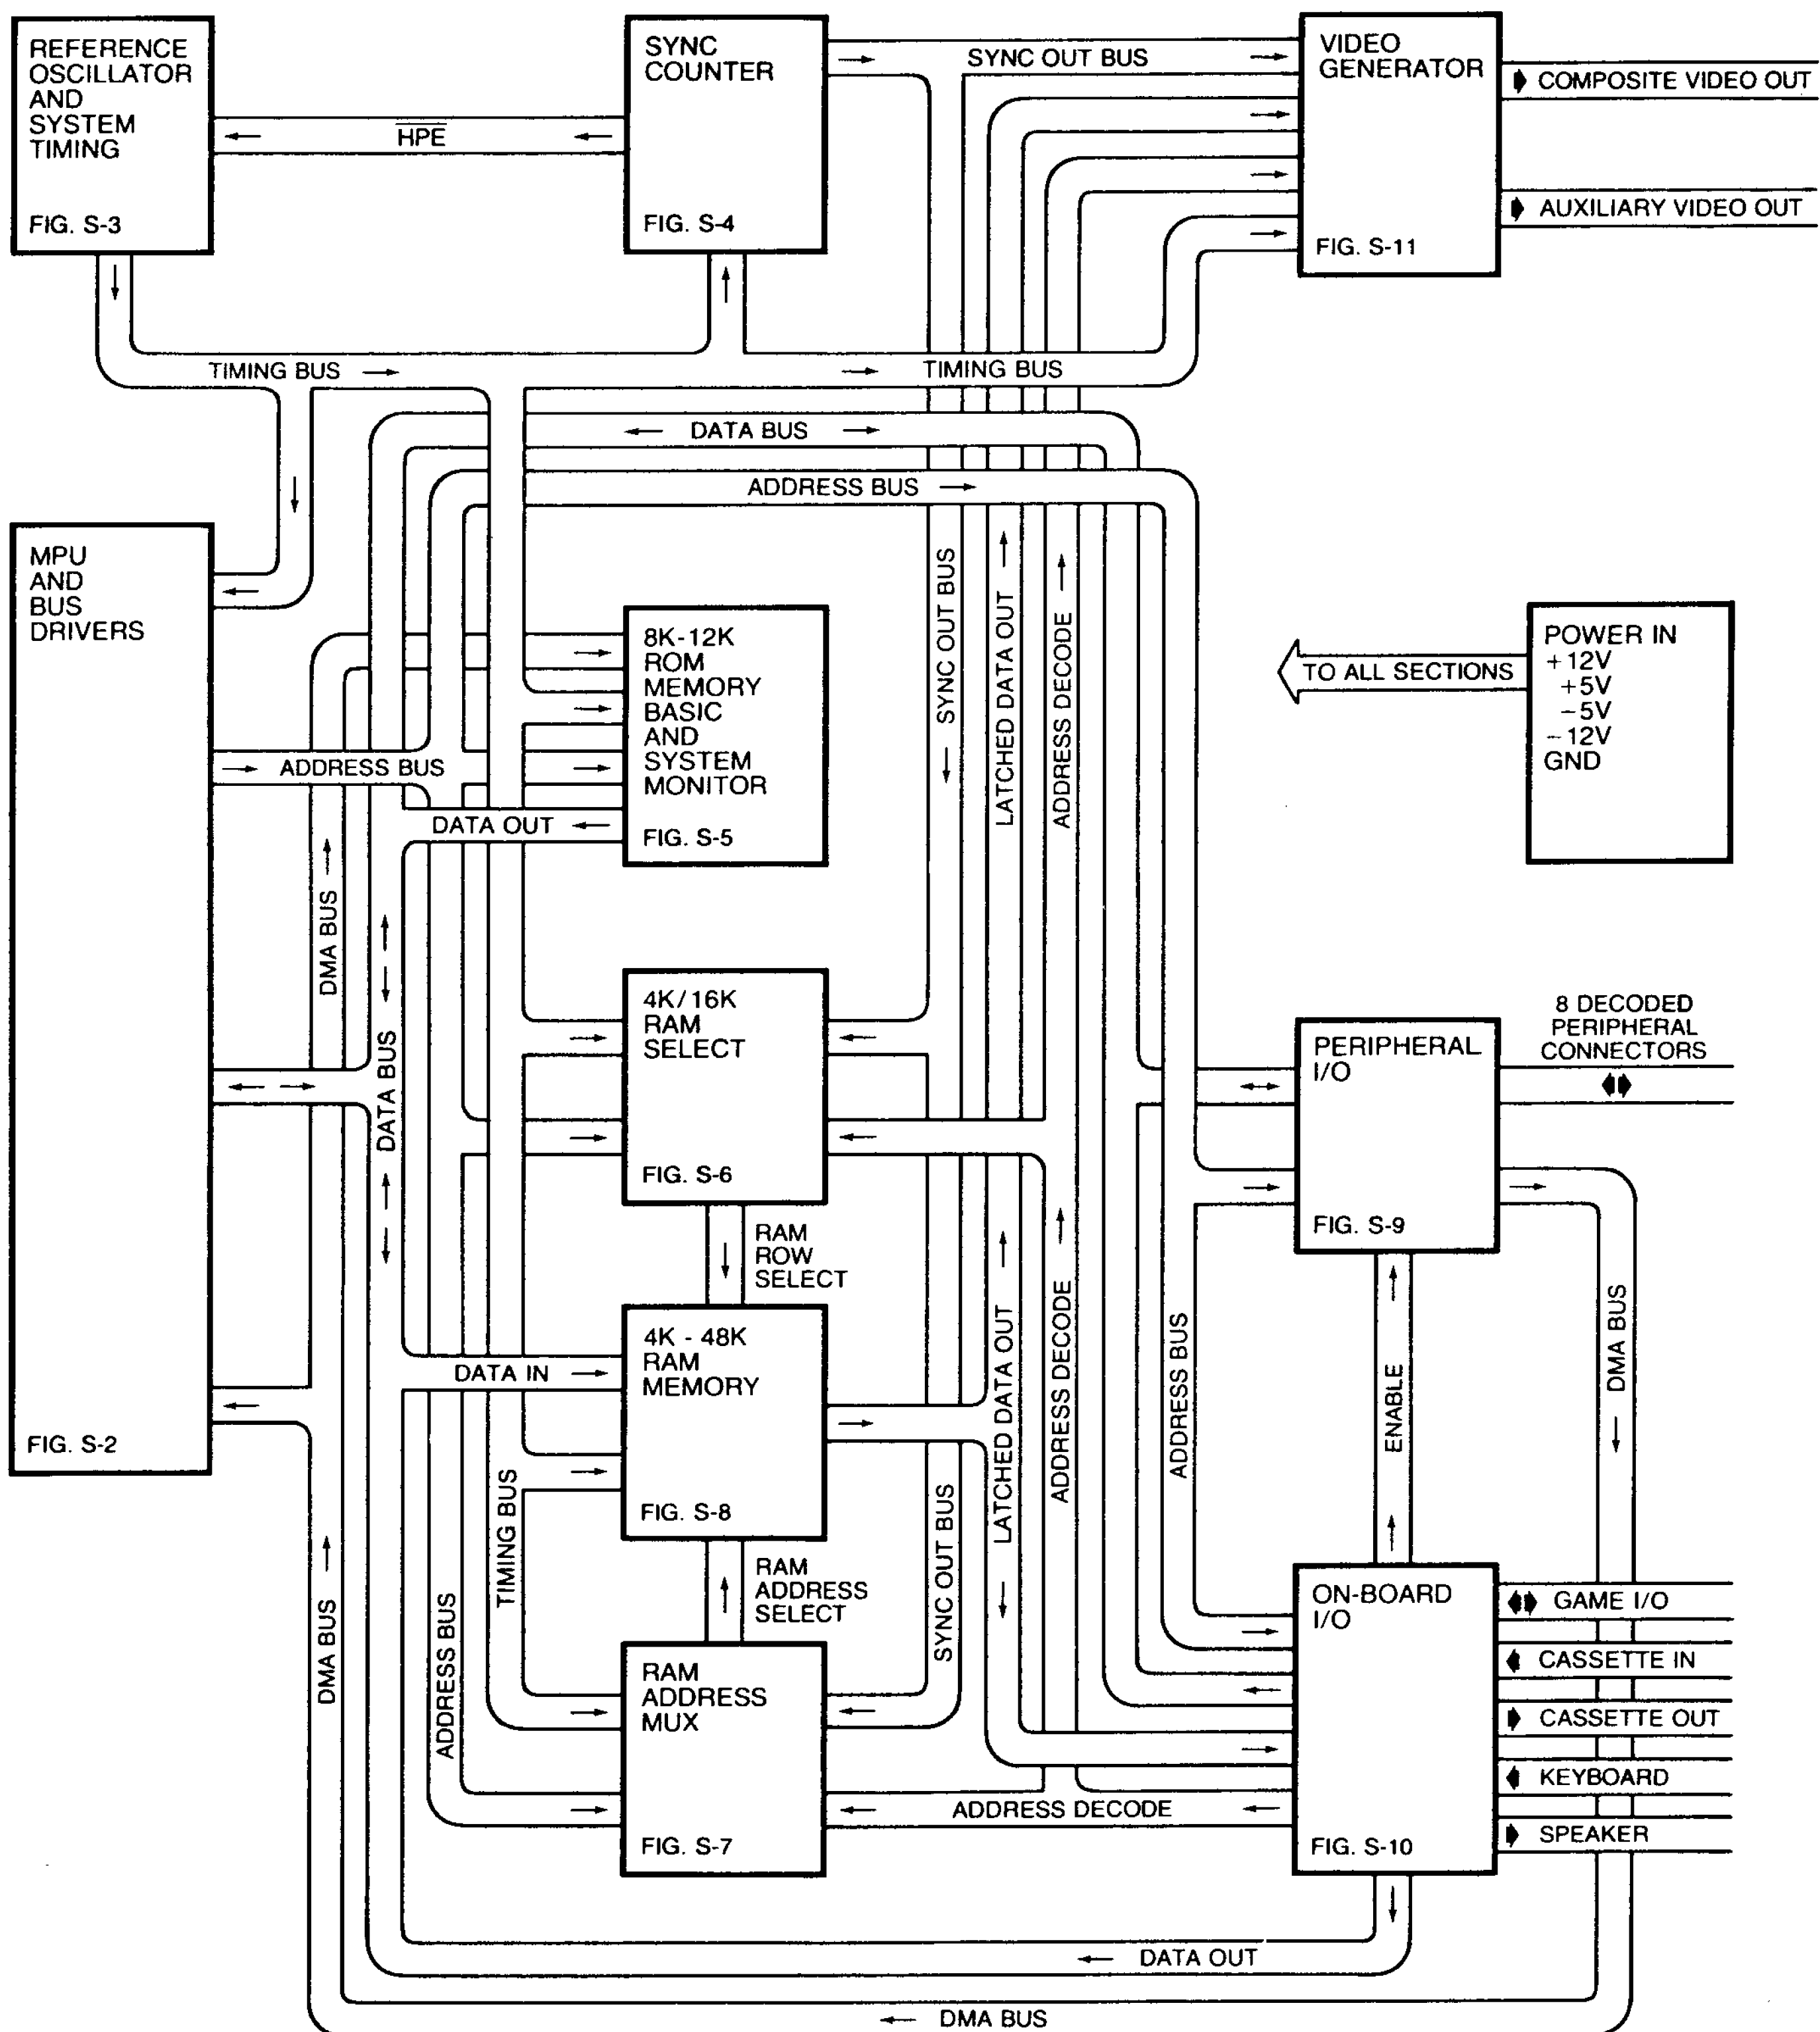 REFERENCE
OSCILLATOR
AND
SYSTEM
TIMING
FIG. S-3
HPE
SYNC
COUNTER
FIG. S-4
SYNC OUT BUS
VIDEO
GENERATOR
FIG. S-11
COMPOSITE VIDEO OUT
AUXILIARY VIDEO OUT
TIMING BUS
TIMING BUS
DATA BUS
ADDRESS BUS
MPU
AND
BUS
DRIVERS
FIG. S-2
8K-12K
ROM
MEMORY
BASIC
AND
SYSTEM
MONITOR
FIG. S-5
ADDRESS BUS
DATA OUT
DMA BUS
DATA BUS
SYNC OUT BUS
LATCHED DATA OUT
ADDRESS DECODE
TO ALL SECTIONS
POWER IN
+12V
+5V
-5V
-12V
GND
4K/16K
RAM
SELECT
FIG. S-6
RAM
ROW
SELECT
PERIPHERAL
I/O
FIG. S-9
8 DECODED
PERIPHERAL
CONNECTORS
4K - 48K
RAM
MEMORY
FIG. S-8
DATA IN
LATCHED DATA OUT
ADDRESS DECODE
ADDRESS BUS
ENABLE
DMA BUS
TIMING BUS
SYNC OUT BUS
RAM
ADDRESS
SELECT
DMA BUS
ADDRESS BUS
RAM
ADDRESS
MUX
FIG. S-7
ADDRESS DECODE
ON-BOARD
I/O
FIG. S-10
GAME I/O
CASSETTE IN
CASSETTE OUT
KEYBOARD
SPEAKER
DATA OUT
DMA BUS